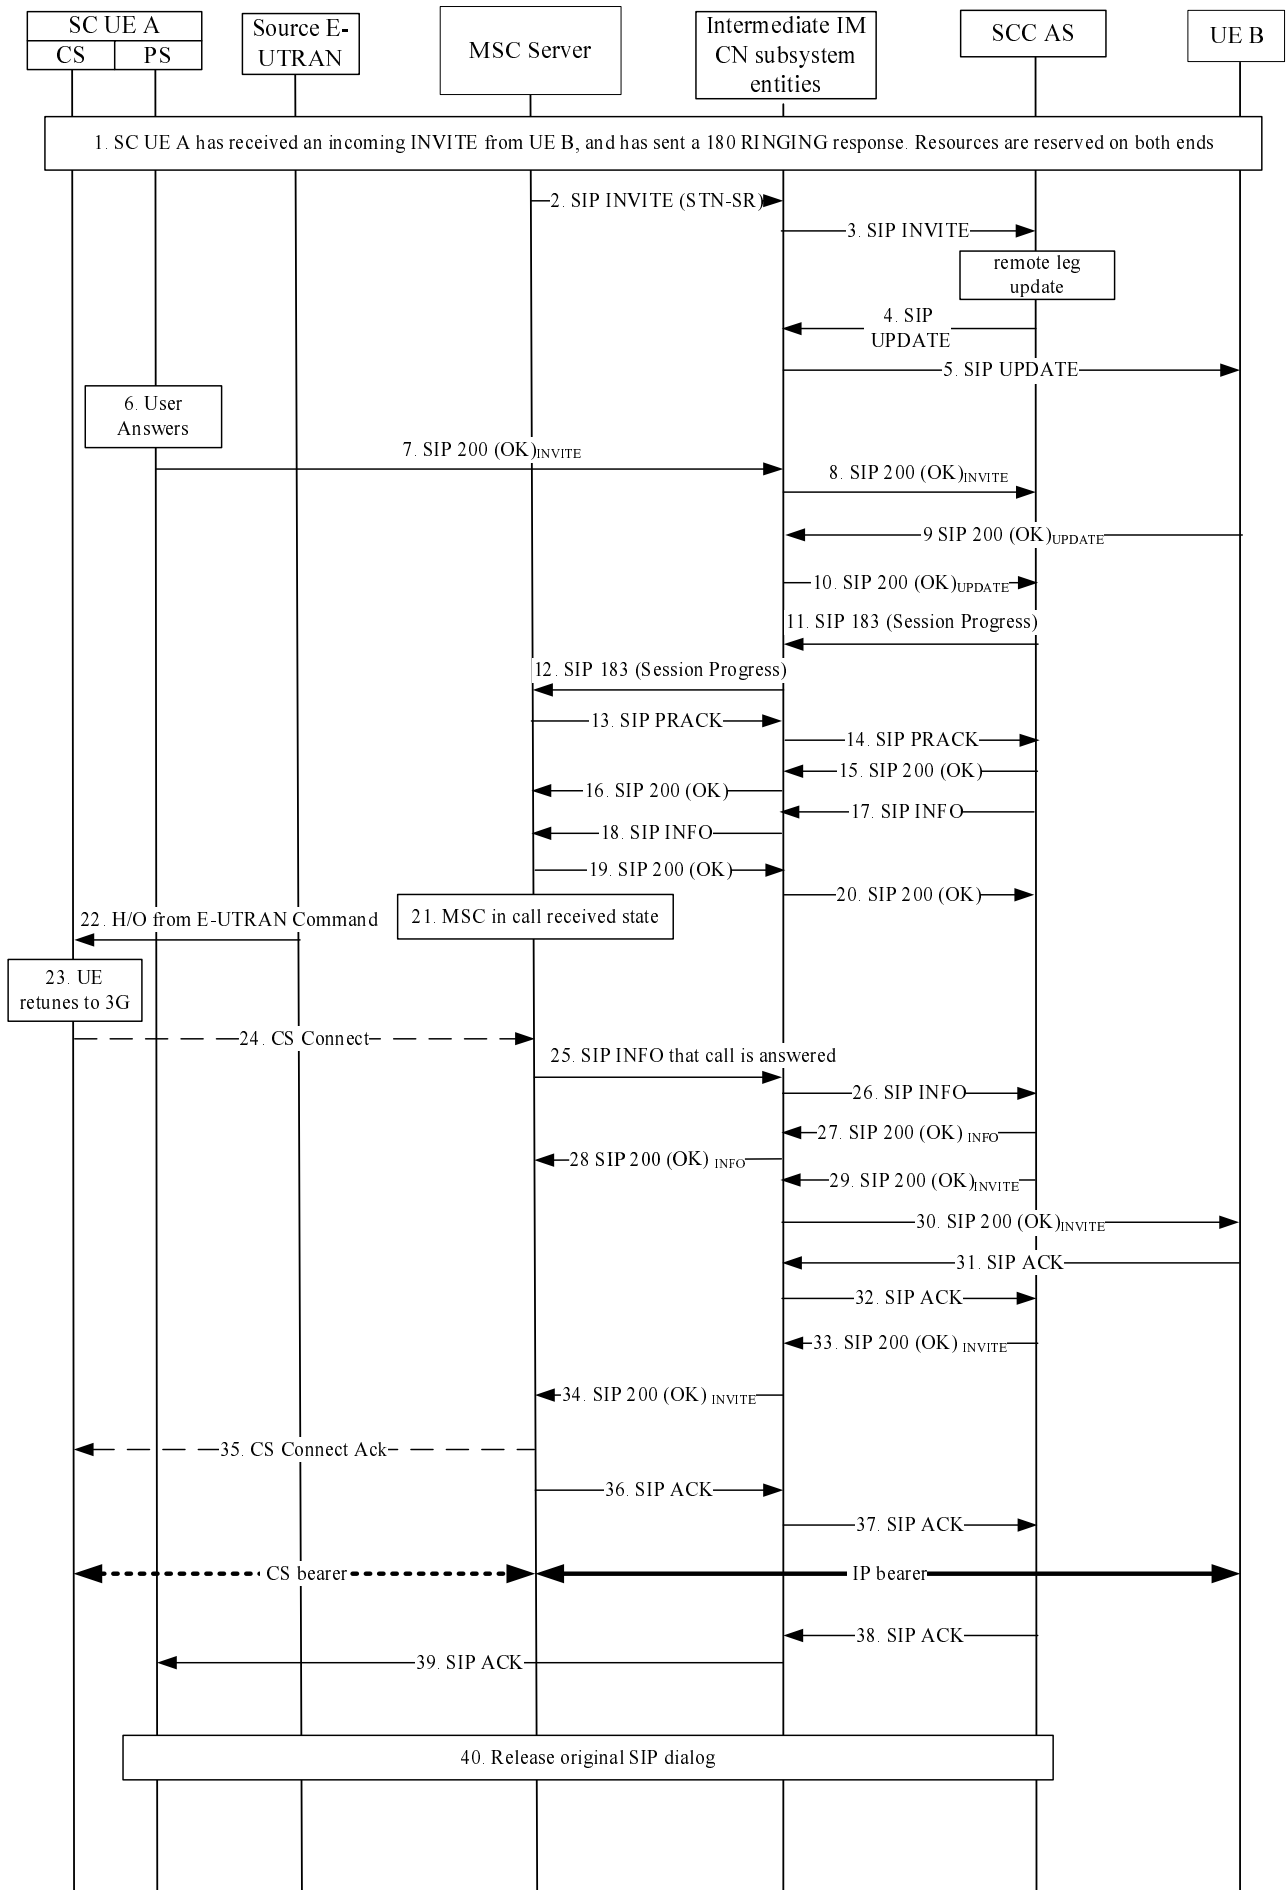 SC UE A
CS
PS
Source E-
UTRAN
MSC Server
Intermediate IM
CN subsystem
entities
SCC AS
UE B
1. SC UE A has received an incoming INVITE from UE B, and has sent a 180 RINGING response. Resources are reserved on both ends
2. SIP INVITE (STN-SR)
3. SIP INVITE
remote leg
update
4. SIP
UPDATE
5. SIP UPDATE
6. User
Answers
7. SIP 200 (OK)INVITE
8. SIP 200 (OK)INVITE
9 SIP 200 (OK)UPDATE
10. SIP 200 (OK)UPDATE
11. SIP 183 (Session Progress)
12. SIP 183 (Session Progress)
13. SIP PRACK
14. SIP PRACK
15. SIP 200 (OK)
16. SIP 200 (OK)
17. SIP INFO
18. SIP INFO
19. SIP 200 (OK)
20. SIP 200 (OK)
21. MSC in call received state
22. H/O from E-UTRAN Command
23. UE
retunes to 3G
24. CS Connect
25. SIP INFO that call is answered
26. SIP INFO
27. SIP 200 (OK) INFO
28 SIP 200 (OK) INFO
29. SIP 200 (OK)INVITE
30. SIP 200 (OK)INVITE
31. SIP ACK
32. SIP ACK
33. SIP 200 (OK) INVITE
34. SIP 200 (OK) INVITE
35. CS Connect Ack
36. SIP ACK
37. SIP ACK
CS bearer
IP bearer
38. SIP ACK
39. SIP ACK
40. Release original SIP dialog